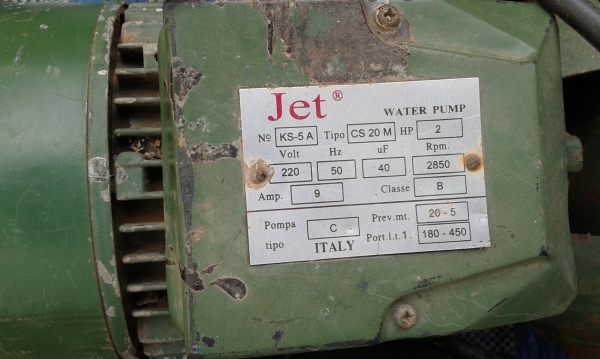 Jet ®
WATER PUMP
Nº KS-5 A Tipo CS 20 M HP 2
Volt Hz uF Rpm.
220 50 40 2850
Amp. 9 Classe B
Pompa tipo C Prev.mt. 20 - 5
ITALY Port.l.t.1. 180 - 450